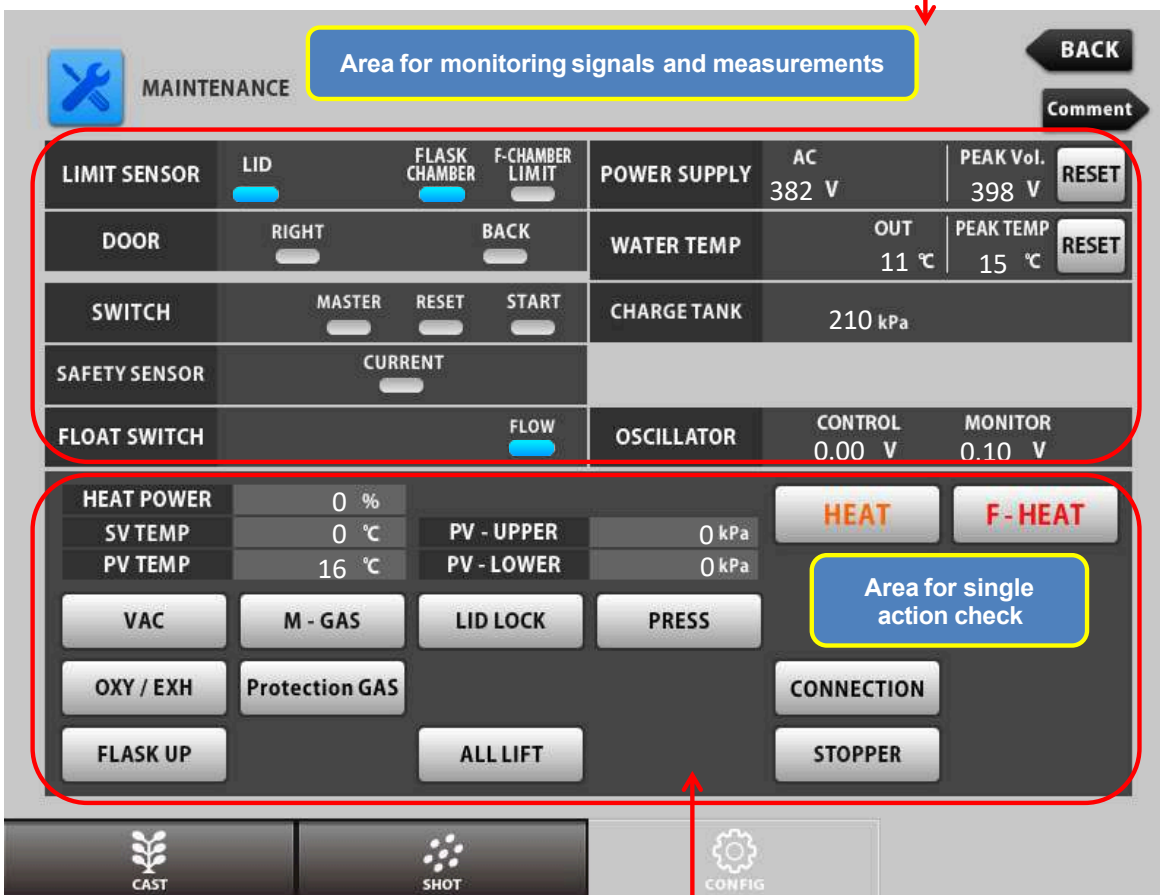 Area for monitoring signals and measurements
BACK
MAINTENANCE
Comment
LIMIT SENSOR
LID
FLASK CHAMBER
F-CHAMBER LIMIT
POWER SUPPLY
AC
382 V
PEAK Vol.
398 V
RESET
DOOR
RIGHT
BACK
WATER TEMP
OUT
11 ℃
PEAK TEMP
15 ℃
RESET
SWITCH
MASTER
RESET
START
CHARGE TANK
210 kPa
SAFETY SENSOR
CURRENT
FLOAT SWITCH
FLOW
OSCILLATOR
CONTROL
0.00 V
MONITOR
0.10 V
HEAT POWER 0 %
SV TEMP 0 ℃
PV TEMP 16 ℃
PV - UPPER 0 kPa
PV - LOWER 0 kPa
HEAT
F - HEAT
Area for single
action check
VAC
M - GAS
LID LOCK
PRESS
OXY / EXH
Protection GAS
CONNECTION
FLASK UP
ALL LIFT
STOPPER
CAST
SHOT
CONFIG